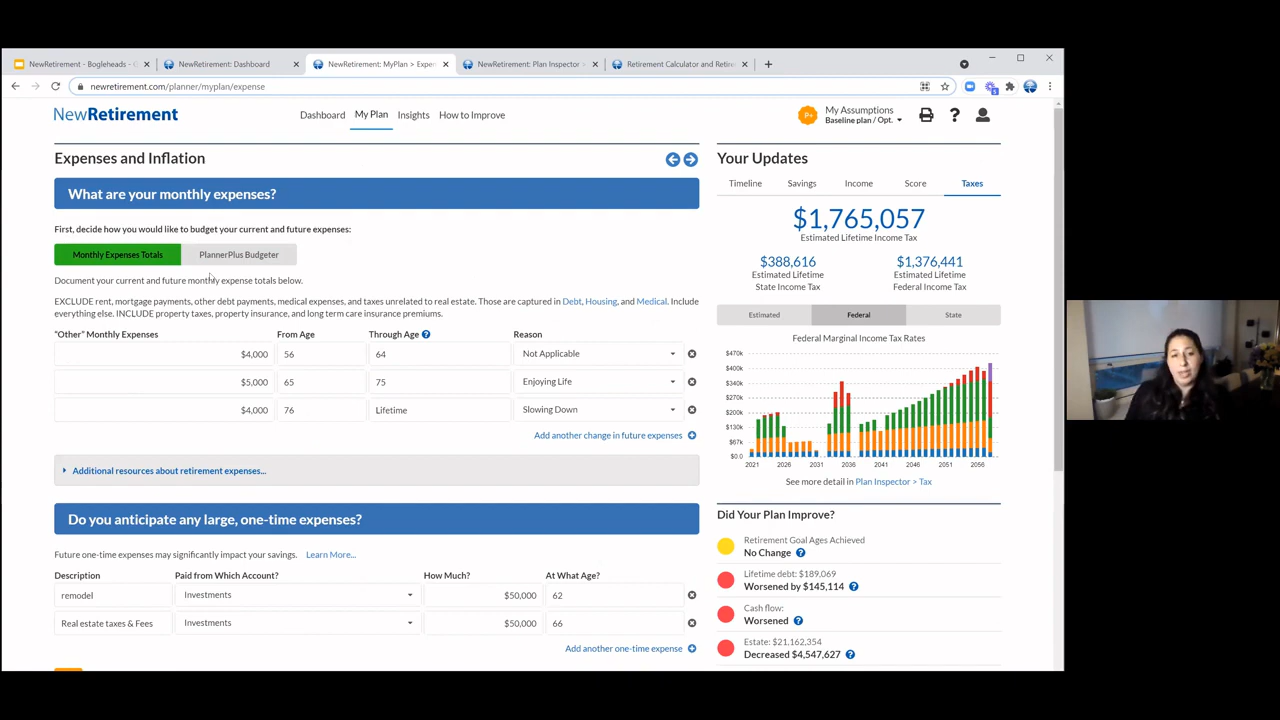 NewRetirement - Bogleheads - G
NewRetirement: Dashboard
NewRetirement: MyPlan > Expen
NewRetirement: Plan Inspector >
Retirement Calculator and Retire
newretirement.com/planner/myplan/expense
NewRetirement
Dashboard My Plan Insights How to Improve
P+ My Assumptions
Baseline plan / Opt.
Expenses and Inflation
What are your monthly expenses?
First, decide how you would like to budget your current and future expenses:
Monthly Expenses Totals PlannerPlus Budgeter
Document your current and future monthly expense totals below.
EXCLUDE rent, mortgage payments, other debt payments, medical expenses, and taxes unrelated to real estate. Those are captured in Debt, Housing, and Medical. Include
everything else. INCLUDE property taxes, property insurance, and long term care insurance premiums.
"Other" Monthly Expenses From Age Through Age ? Reason
$4,000 56 64 Not Applicable
$5,000 65 75 Enjoying Life
$4,000 76 Lifetime Slowing Down
Add another change in future expenses
Additional resources about retirement expenses...
Do you anticipate any large, one-time expenses?
Future one-time expenses may significantly impact your savings. Learn More...
Description Paid from Which Account? How Much? At What Age?
remodel Investments $50,000 62
Real estate taxes & Fees Investments $50,000 66
Add another one-time expense
Your Updates
Timeline Savings Income Score Taxes
$1,765,057
Estimated Lifetime Income Tax
$388,616 $1,376,441
Estimated Lifetime Estimated Lifetime
State Income Tax Federal Income Tax
Estimated Federal State
Federal Marginal Income Tax Rates
$470k
$400k
$340k
$270k
$200k
$130k
$67k
$0.0
2021 2026 2031 2036 2041 2046 2051 2056
See more detail in Plan Inspector > Tax
Did Your Plan Improve?
Retirement Goal Ages Achieved
No Change ?
Lifetime debt: $189,069
Worsened by $145,114 ?
Cash flow:
Worsened ?
Estate: $21,162,354
Decreased $4,547,627 ?